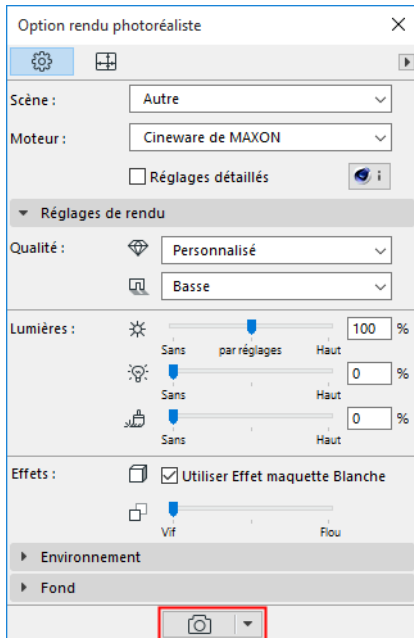 Option rendu photoréaliste
Scène : Autre
Moteur : Cineware de MAXON
Réglages détaillés i
Réglages de rendu
Qualité : Personnalisé
Basse
Lumières : 100 %
Sans par réglages Haut
0 %
Sans Haut
0 %
Sans Haut
Effets : Utiliser Effet maquette Blanche
Vif Flou
Environnement
Fond